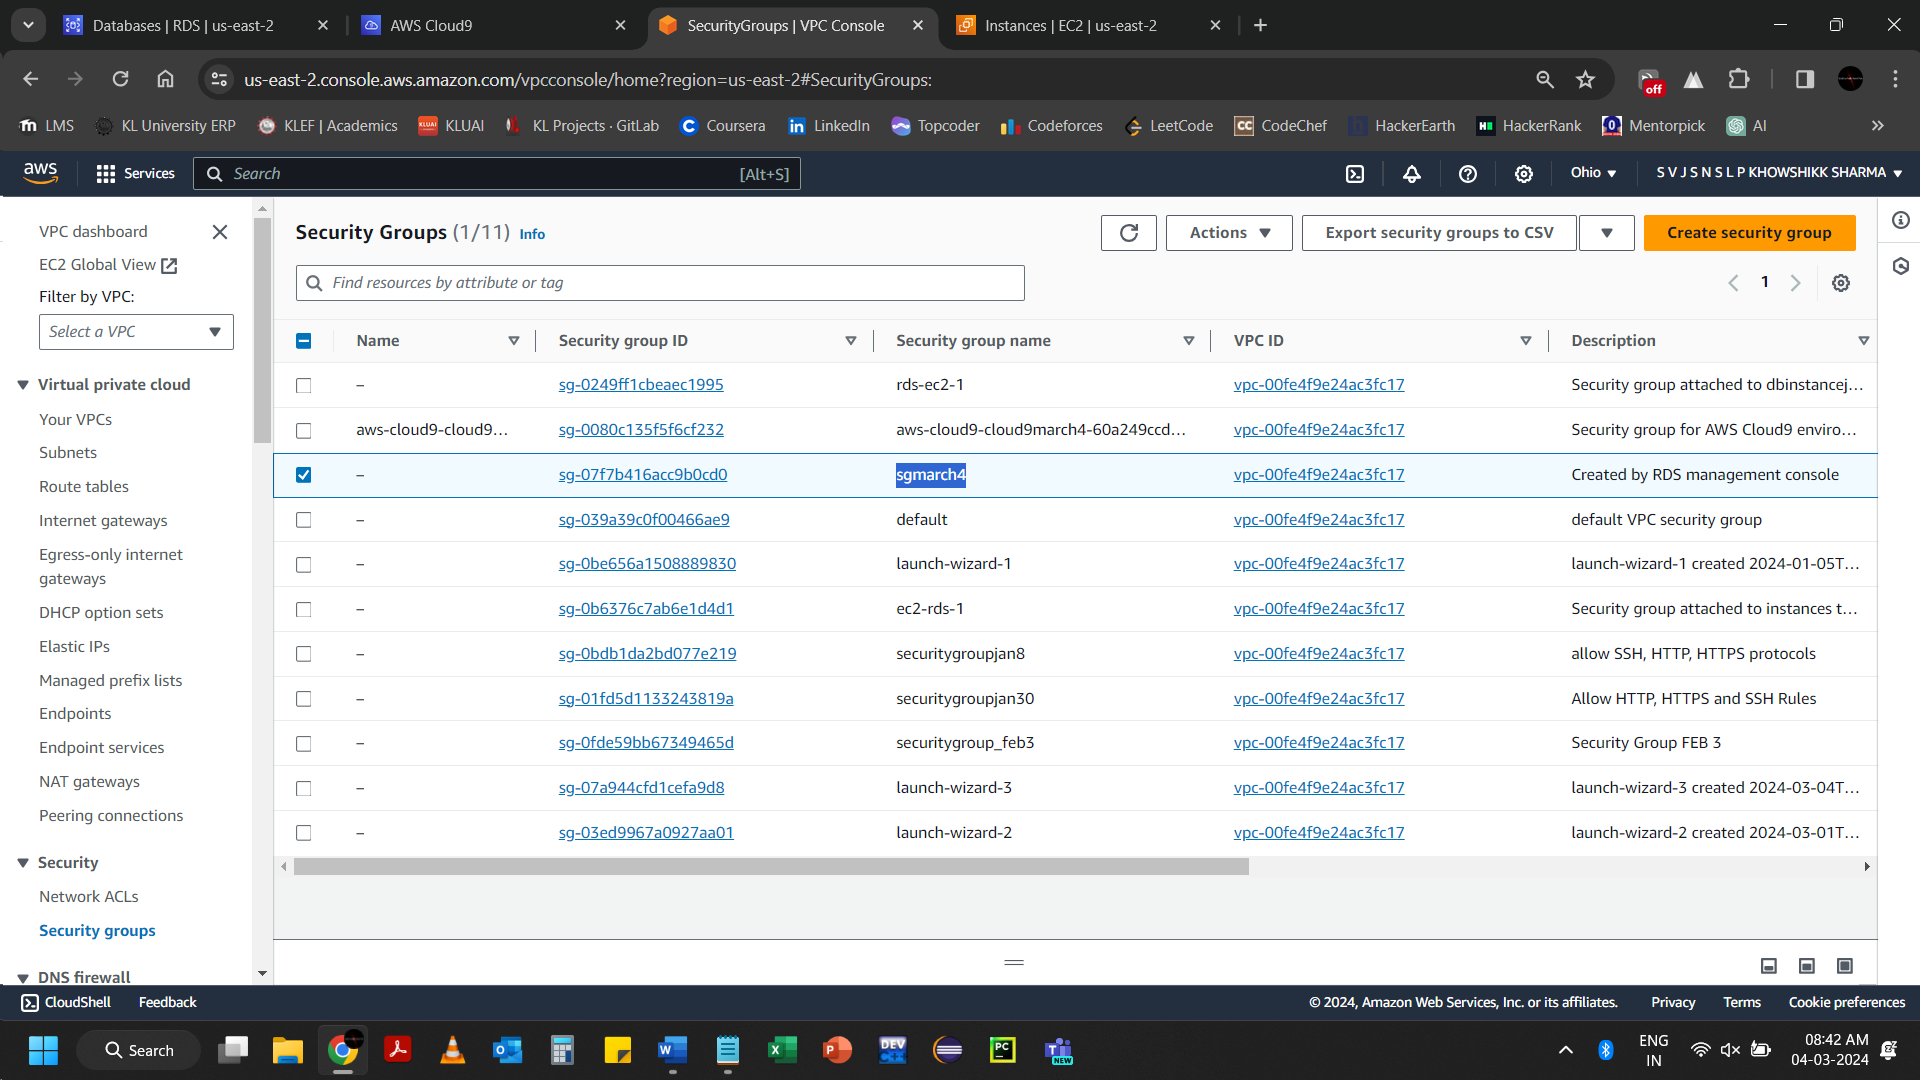 Databases | RDS | us-east-2
AWS Cloud9
SecurityGroups | VPC Console
Instances | EC2 | us-east-2
us-east-2.console.aws.amazon.com/vpcconsole/home?region=us-east-2#SecurityGroups:
off
LMS
KL University ERP
KLEF | Academics
KLUAI
KLUAI
KL Projects · GitLab
Coursera
LinkedIn
Topcoder
Codeforces
LeetCode
CodeChef
HackerEarth
HackerRank
Mentorpick
AI
aws
Services
Search
[Alt+S]
Ohio
S V J S N S L P KHOWSHIKK SHARMA
VPC dashboard
EC2 Global View
Filter by VPC:
Select a VPC
Virtual private cloud
Your VPCs
Subnets
Route tables
Internet gateways
Egress-only internet
gateways
DHCP option sets
Elastic IPs
Managed prefix lists
Endpoints
Endpoint services
NAT gateways
Peering connections
Security
Network ACLs
Security groups
DNS firewall
Security Groups (1/11) Info
Actions
Export security groups to CSV
Create security group
Find resources by attribute or tag
1
Name Security group ID Security group name VPC ID Description
– sg-0249ff1cbeaec1995 rds-ec2-1 vpc-00fe4f9e24ac3fc17 Security group attached to dbinstancej...
aws-cloud9-cloud9... sg-0080c135f5f6cf232 aws-cloud9-cloud9march4-60a249ccd... vpc-00fe4f9e24ac3fc17 Security group for AWS Cloud9 enviro...
– sg-07f7b416acc9b0cd0 sgmarch4 vpc-00fe4f9e24ac3fc17 Created by RDS management console
– sg-039a39c0f00466ae9 default vpc-00fe4f9e24ac3fc17 default VPC security group
– sg-0be656a1508889830 launch-wizard-1 vpc-00fe4f9e24ac3fc17 launch-wizard-1 created 2024-01-05T...
– sg-0b6376c7ab6e1d4d1 ec2-rds-1 vpc-00fe4f9e24ac3fc17 Security group attached to instances t...
– sg-0bdb1da2bd077e219 securitygroupjan8 vpc-00fe4f9e24ac3fc17 allow SSH, HTTP, HTTPS protocols
– sg-01fd5d1133243819a securitygroupjan30 vpc-00fe4f9e24ac3fc17 Allow HTTP, HTTPS and SSH Rules
– sg-0fde59bb67349465d securitygroup_feb3 vpc-00fe4f9e24ac3fc17 Security Group FEB 3
– sg-07a944cfd1cefa9d8 launch-wizard-3 vpc-00fe4f9e24ac3fc17 launch-wizard-3 created 2024-03-04T...
– sg-03ed9967a0927aa01 launch-wizard-2 vpc-00fe4f9e24ac3fc17 launch-wizard-2 created 2024-03-01T...
CloudShell
Feedback
© 2024, Amazon Web Services, Inc. or its affiliates.
Privacy
Terms
Cookie preferences
Search
DEV
PC
NEW
ENG
IN
08:42 AM
04-03-2024